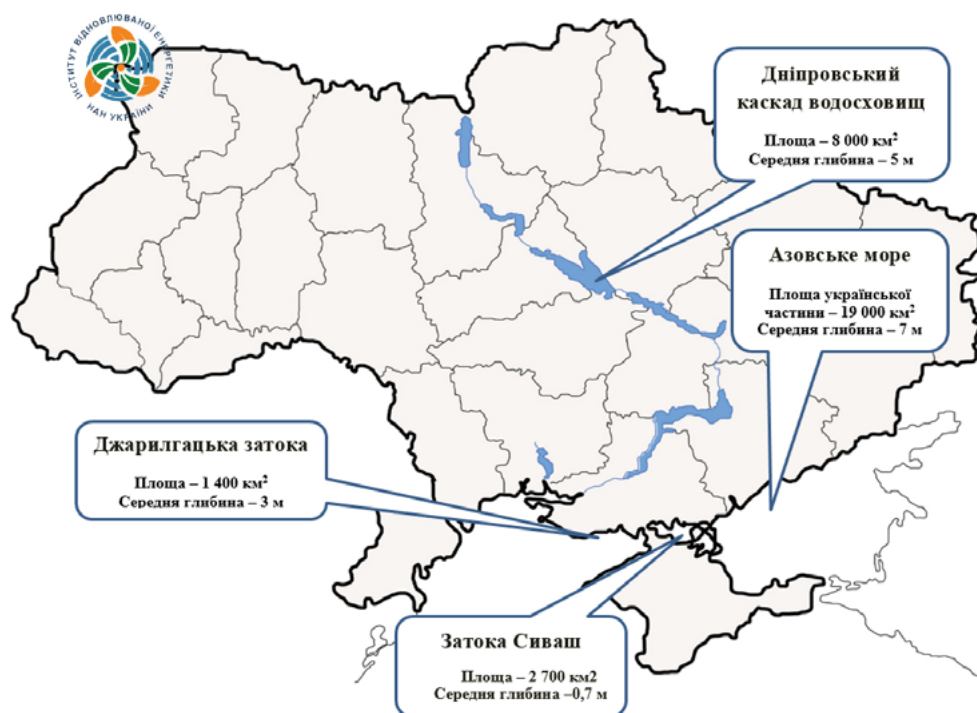 ІНСТИТУТ ВІДНОВЛЮВАНОЇ ЕНЕРГЕТИКИ
НАН УКРАЇНИ
Дніпровський
каскад водосховищ
Площа – 8 000 км²
Середня глибина – 5 м
Азовське море
Площа української
частини – 19 000 км²
Середня глибина – 7 м
Джарилгацька затока
Площа – 1 400 км²
Середня глибина – 3 м
Затока Сиваш
Площа – 2 700 км2
Середня глибина –0,7 м